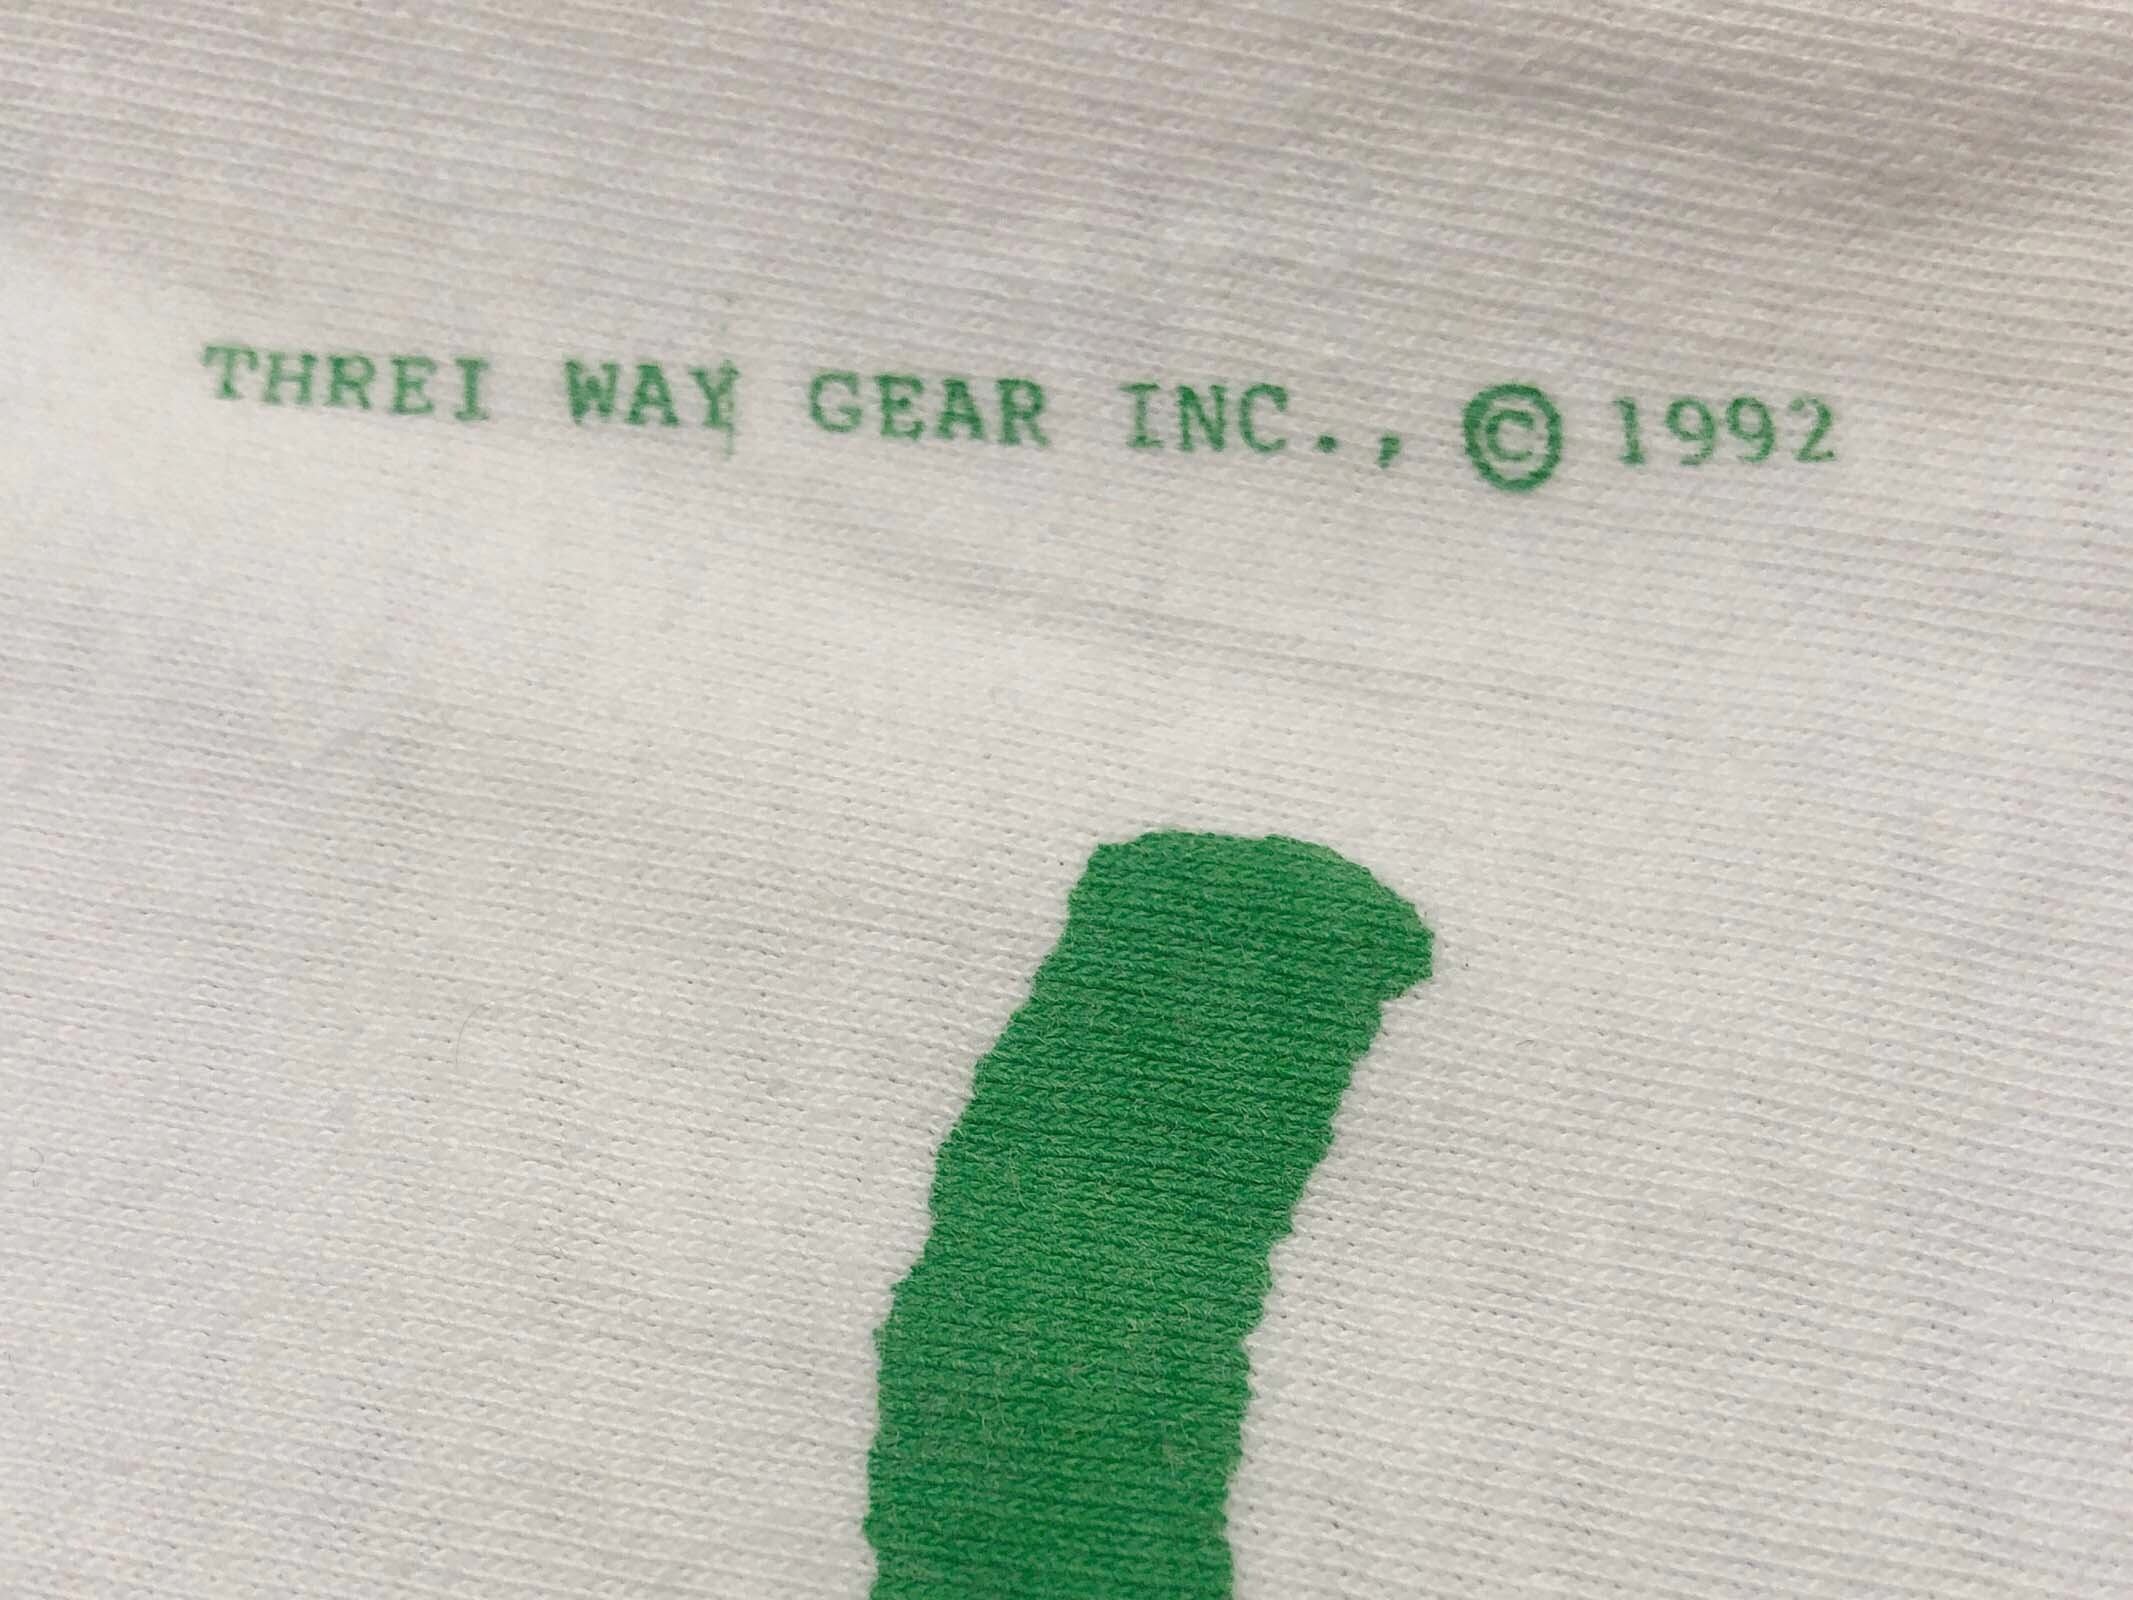 THREI WAY GEAR INC., © 1992